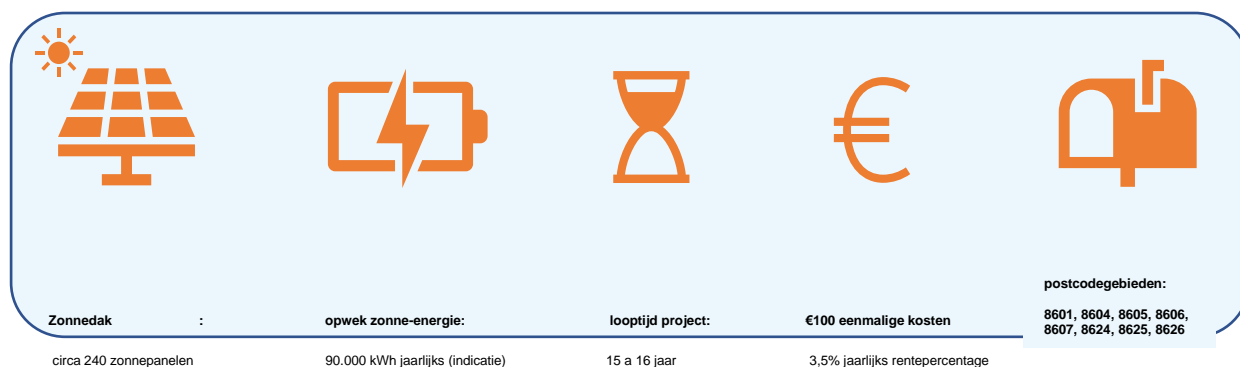 postcodegebieden:
8601, 8604, 8605, 8606,
8607, 8624, 8625, 8626
Zonnedak :
opwek zonne-energie:
looptijd project:
€100 eenmalige kosten
circa 240 zonnepanelen
90.000 kWh jaarlijks (indicatie)
15 a 16 jaar
3,5% jaarlijks rentepercentage